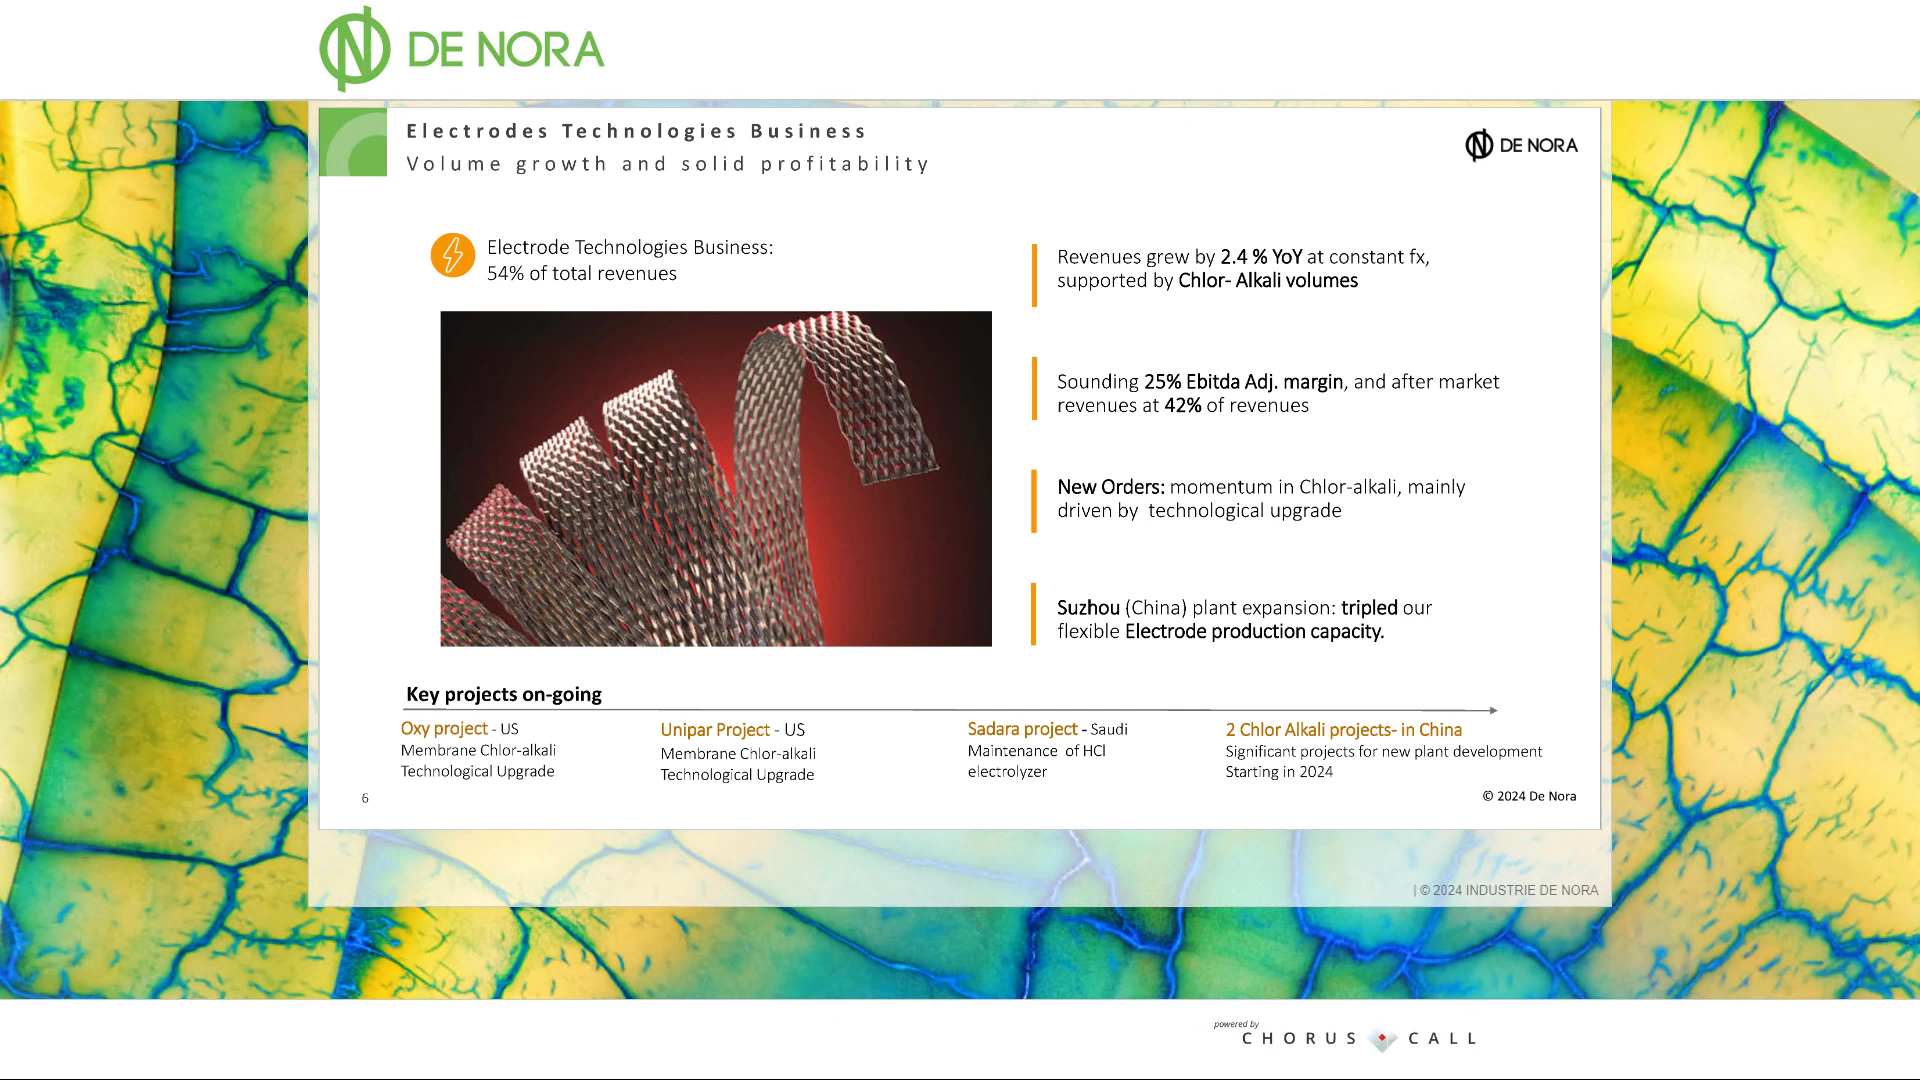 DE NORA
Electrodes Technologies Business
Volume growth and solid profitability
DE NORA
Electrode Technologies Business:
54% of total revenues
Revenues grew by 2.4 % YoY at constant fx,
supported by Chlor- Alkali volumes
Sounding 25% Ebitda Adj. margin, and after market
revenues at 42% of revenues
New Orders: momentum in Chlor-alkali, mainly
driven by technological upgrade
Suzhou (China) plant expansion: tripled our
flexible Electrode production capacity.
Key projects on-going
Oxy project - US
Membrane Chlor-alkali
Technological Upgrade
Unipar Project - US
Membrane Chlor-alkali
Technological Upgrade
Sadara project - Saudi
Maintenance of HCl
electrolyzer
2 Chlor Alkali projects- in China
Significant projects for new plant development
Starting in 2024
6
© 2024 De Nora
| © 2024 INDUSTRIE DE NORA
powered by
CHORUS CALL